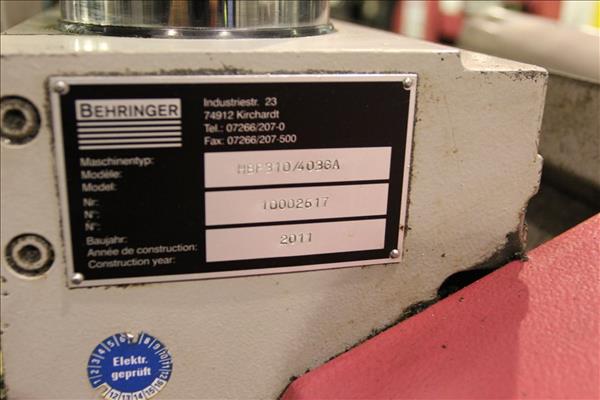 BEHRINGER
Industriestr. 23
74912 Kirchardt
Tel.: 07266/207-0
Fax: 07266/207-500
Maschinentyp:
Modèle:
Model:
HBP310/403GA
Nr:
N°:
N°:
10002617
Baujahr:
Année de construction:
Construction year:
2011
Elektr.
geprüft